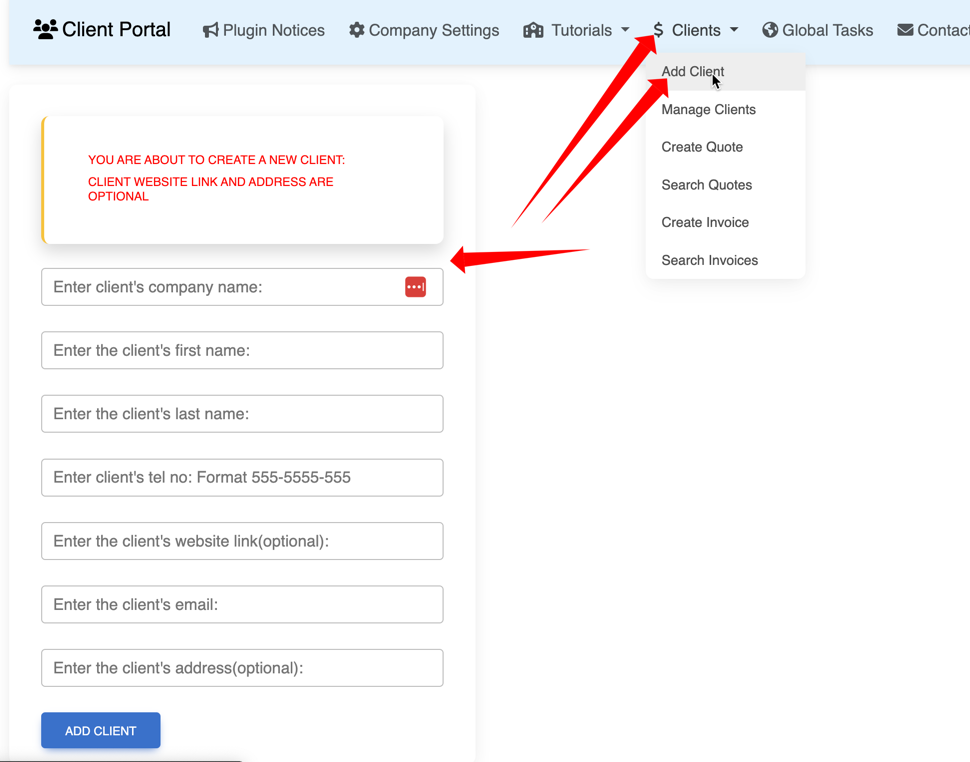 Client Portal Plugin Notices Company Settings Tutorials $ Clients Global Tasks Contact
Add Client
Manage Clients
Create Quote
Search Quotes
Create Invoice
Search Invoices
YOU ARE ABOUT TO CREATE A NEW CLIENT:
CLIENT WEBSITE LINK AND ADDRESS ARE
OPTIONAL
Enter client's company name:
Enter the client's first name:
Enter the client's last name:
Enter client's tel no: Format 555-5555-555
Enter the client's website link(optional):
Enter the client's email:
Enter the client's address(optional):
ADD CLIENT